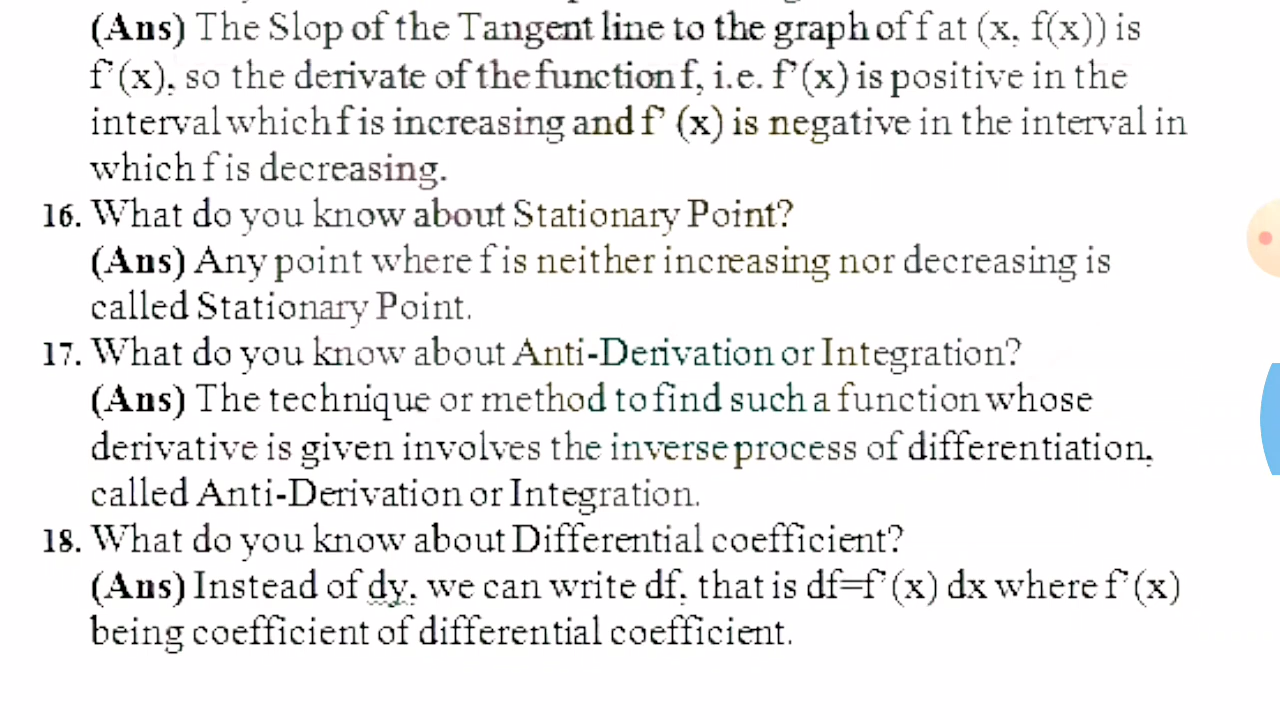 (Ans) The Slop of the Tangent line to the graph of f at (x, f(x)) is
f’(x), so the derivate of the function f, i.e. f’(x) is positive in the
interval which f is increasing and f’ (x) is negative in the interval in
which f is decreasing.
16. What do you know about Stationary Point?
(Ans) Any point where f is neither increasing nor decreasing is
called Stationary Point.
17. What do you know about Anti-Derivation or Integration?
(Ans) The technique or method to find such a function whose
derivative is given involves the inverse process of differentiation,
called Anti-Derivation or Integration.
18. What do you know about Differential coefficient?
(Ans) Instead of dy, we can write df, that is df=f’(x) dx where f’(x)
being coefficient of differential coefficient.